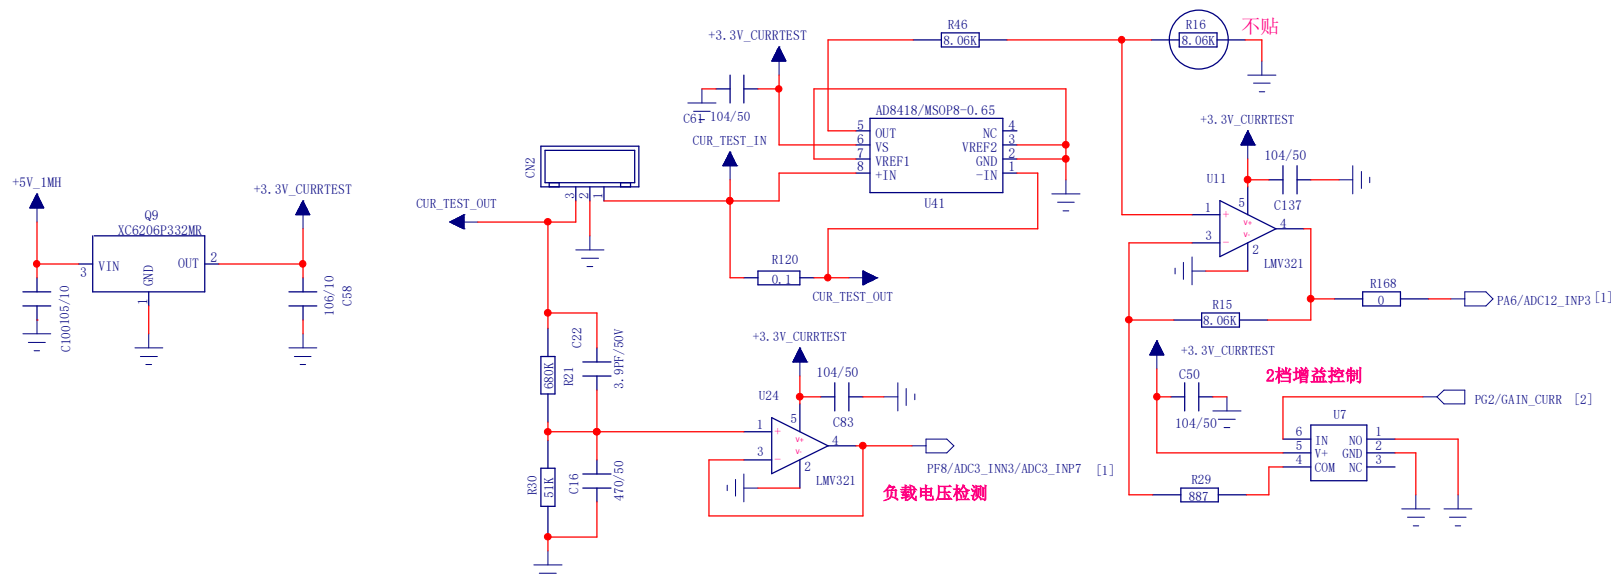 +5V_1MH
Q9
XC6206P332MR
VIN
OUT
GND
3
2
1
+3.3V_CURRTEST
C100
105/10
106/10
C58
CUR_TEST_OUT
CN2
3
2
1
+3.3V_CURRTEST
C61
104/50
CUR_TEST_IN
AD8418/MSOP8-0.65
5 OUT
6 VS
7 VREF1
8 +IN
NC 4
VREF2 3
GND 2
-IN 1
U41
R120
0.1
CUR_TEST_OUT
R46
8.06K
R16
8.06K
不贴
+3.3V_CURRTEST
104/50
U11
C137
1
3
5
4
2
+
-
V+
V-
LMV321
R168
0
PA6/ADC12_INP3 [1]
R15
8.06K
680K
R21
C22
3.9PF/50V
R30
51K
C16
470/50
+3.3V_CURRTEST
104/50
U24
C83
1
3
5
4
2
+
-
V+
V-
LMV321
PF8/ADC3_INN3/ADC3_INP7 [1]
负载电压检测
+3.3V_CURRTEST
C50
104/50
2档增益控制
PG2/GAIN_CURR [2]
U7
6 IN
5 V+
4 COM
NO 1
GND 2
NC 3
R29
887